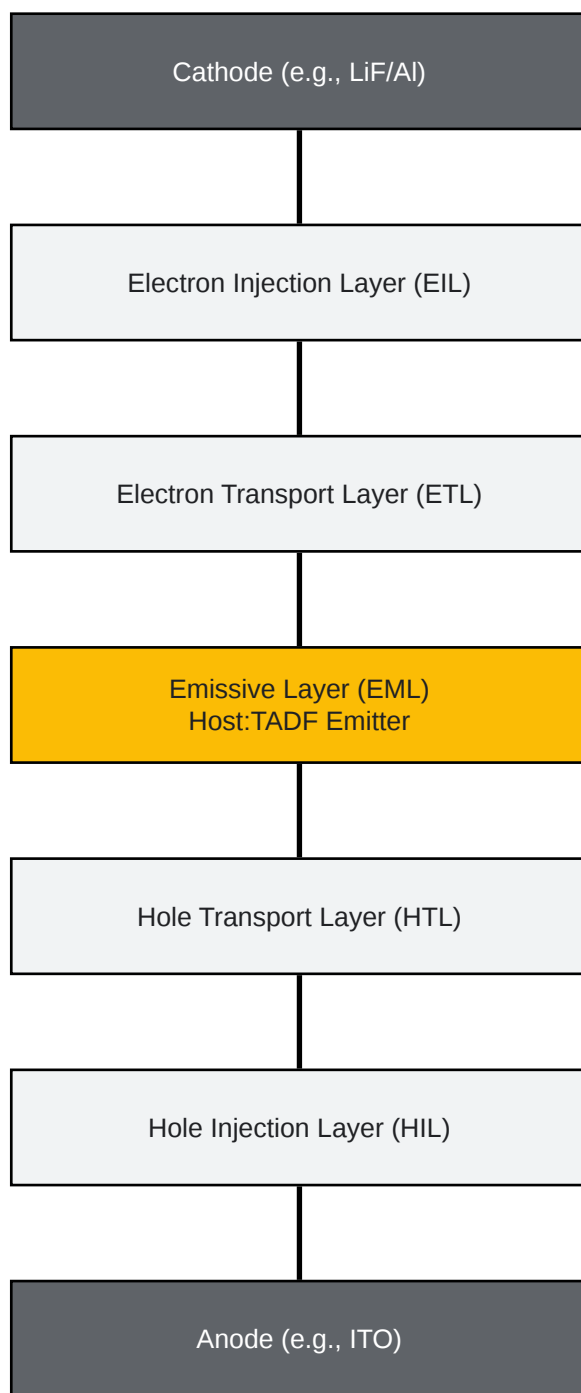 Cathode (e.g., LiF/Al)
Electron Injection Layer (EIL)
Electron Transport Layer (ETL)
Emissive Layer (EML)
Host:TADF Emitter
Hole Transport Layer (HTL)
Hole Injection Layer (HIL)
Anode (e.g., ITO)